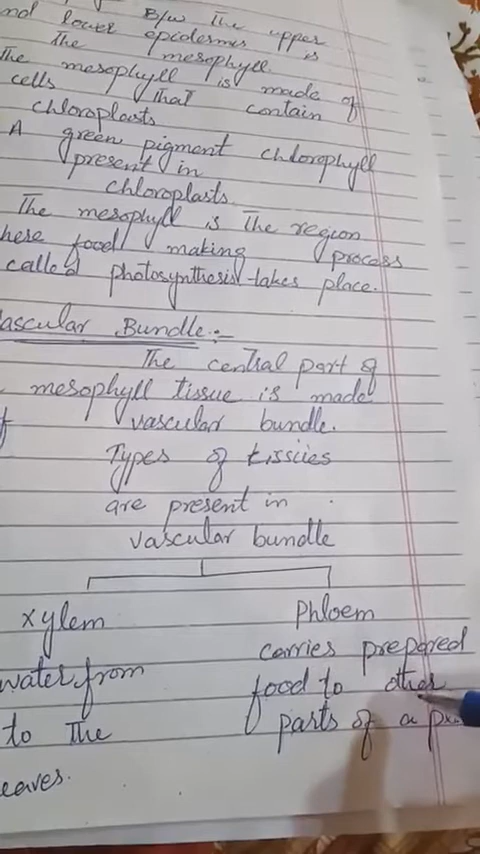 B/w The upper
nd lower epidermis is
The mesophyll.
The mesophyll is made of
cells That contain
chloroplasts
A green pigment chlorophyll
present in
chloroplasts.
The mesophyll is The region
here food making process
called photosynthesis takes place.
ascular Bundle:-
The central part of
mesophyll tissue is made
vascular bundle.
Types of tissues
are present in
vascular bundle
xylem Phloem
carries prepared
water from food to other
to The parts of a
eaves.